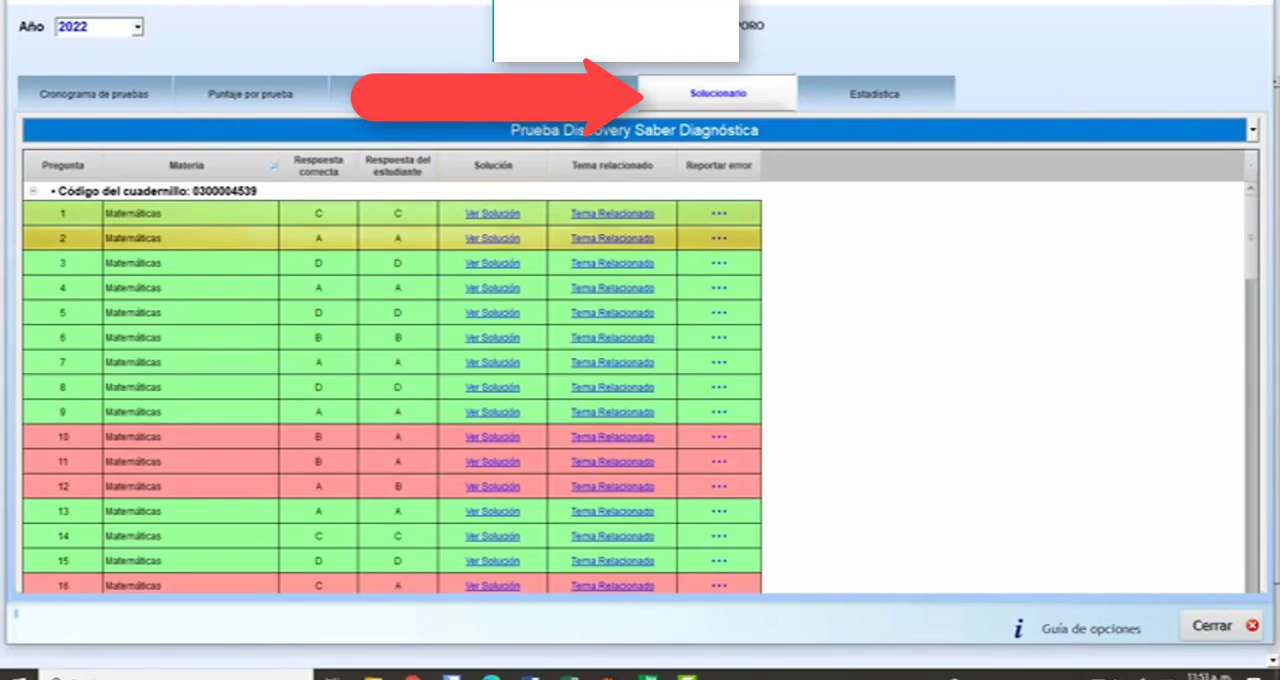 Año 2022
Cronograma de pruebas Puntaje por prueba Solucionario Estadística
Prueba Discovery Saber Diagnóstica
Pregunta Materia Respuesta correcta Respuesta del estudiante Solución Tema relacionado Reportar error
• Código del cuadernillo: 0300004539
1 Matemáticas C C Ver Solución Tema Relacionado ...
2 Matemáticas A A Ver Solución Tema Relacionado ...
3 Matemáticas D D Ver Solución Tema Relacionado ...
4 Matemáticas A A Ver Solución Tema Relacionado ...
5 Matemáticas D D Ver Solución Tema Relacionado ...
6 Matemáticas B B Ver Solución Tema Relacionado ...
7 Matemáticas A A Ver Solución Tema Relacionado ...
8 Matemáticas D D Ver Solución Tema Relacionado ...
9 Matemáticas A A Ver Solución Tema Relacionado ...
10 Matemáticas B A Ver Solución Tema Relacionado ...
11 Matemáticas B A Ver Solución Tema Relacionado ...
12 Matemáticas A B Ver Solución Tema Relacionado ...
13 Matemáticas A A Ver Solución Tema Relacionado ...
14 Matemáticas C C Ver Solución Tema Relacionado ...
15 Matemáticas D D Ver Solución Tema Relacionado ...
16 Matemáticas C A Ver Solución Tema Relacionado ...
i Guía de opciones Cerrar